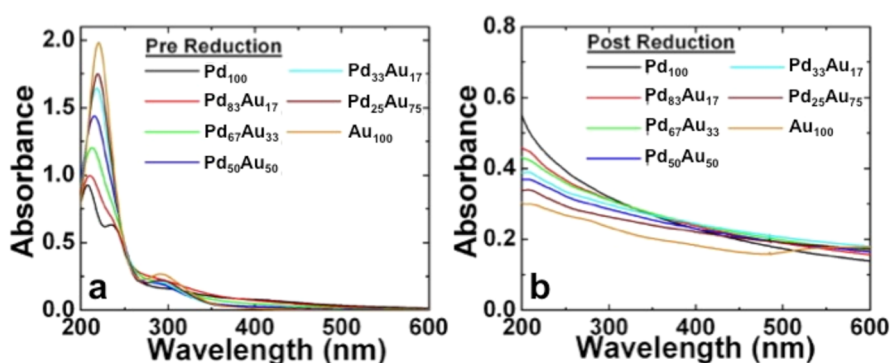 Absorbance
2.0
1.5
1.0
0.5
0.0
Pre Reduction
Pd₁₀₀
Pd₈₃Au₁₇
Pd₆₇Au₃₃
Pd₅₀Au₅₀
Pd₃₃Au₁₇
Pd₂₅Au₇₅
Au₁₀₀
a
200 300 400 500 600
Wavelength (nm)
Absorbance
0.8
0.6
0.4
0.2
0.0
Post Reduction
Pd₁₀₀
Pd₈₃Au₁₇
Pd₆₇Au₃₃
Pd₅₀Au₅₀
Pd₃₃Au₁₇
Pd₂₅Au₇₅
Au₁₀₀
b
200 300 400 500 600
Wavelength (nm)